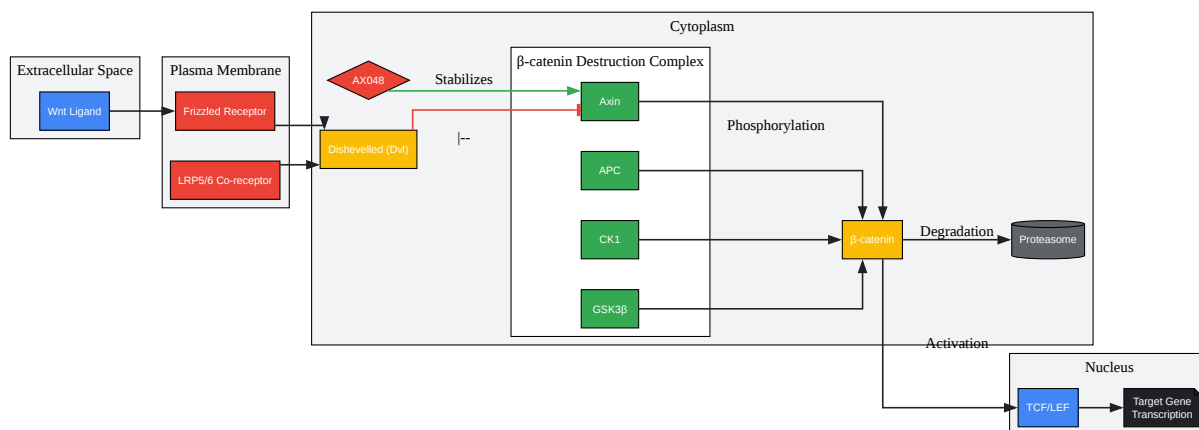 Cytoplasm
Extracellular Space
Plasma Membrane
β-catenin Destruction Complex
AX048
Stabilizes
Wnt Ligand
Frizzled Receptor
Axin
Phosphorylation
Dishevelled (Dvl)
|--
LRP5/6 Co-receptor
APC
CK1
β-catenin
Degradation
Proteasome
GSK3β
Activation
Nucleus
TCF/LEF
Target Gene
Transcription